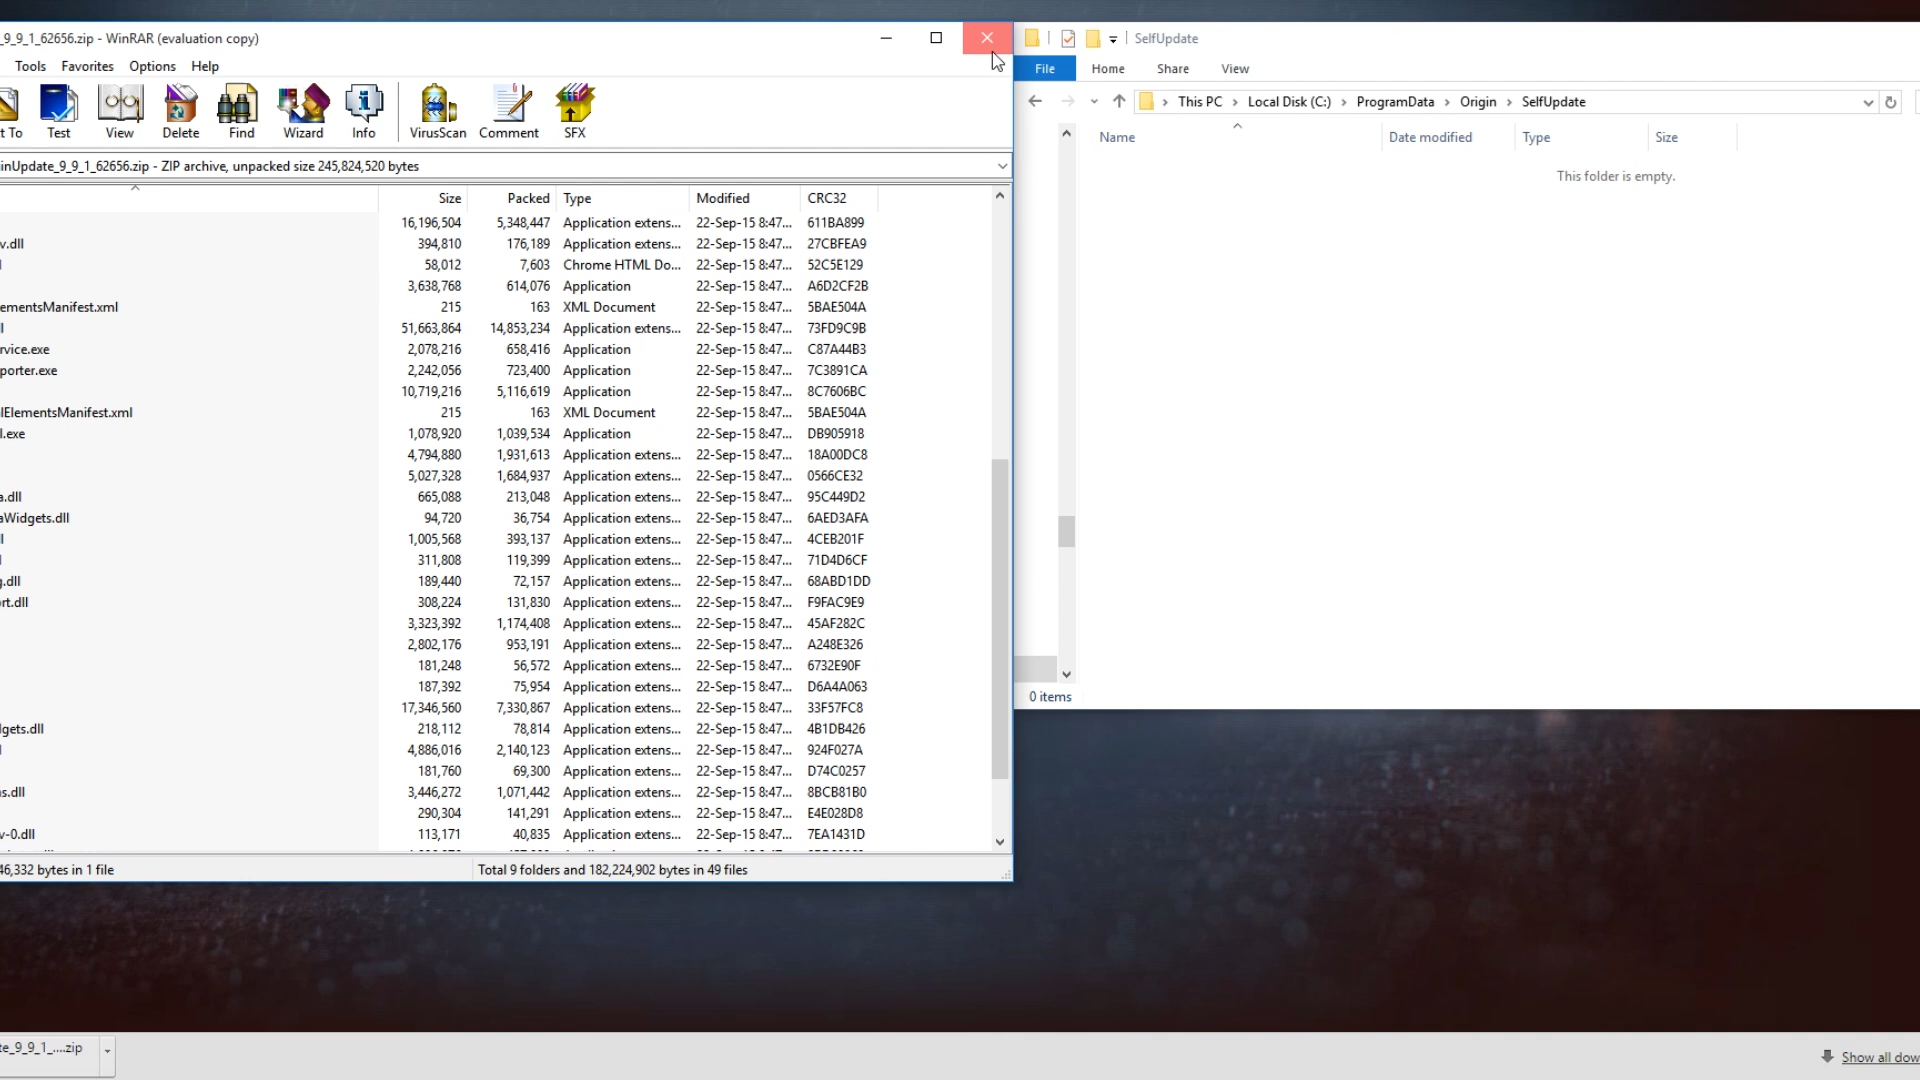 _9_9_1_62656.zip - WinRAR (evaluation copy)
Tools Favorites Options Help
t To Test View Delete Find Wizard Info VirusScan Comment SFX
inUpdate_9_9_1_62656.zip - ZIP archive, unpacked size 245,824,520 bytes
Size Packed Type Modified CRC32
16,196,504 5,348,447 Application extens... 22-Sep-15 8:47... 611BA899
v.dll 394,810 176,189 Application extens... 22-Sep-15 8:47... 27CBFEA9
l 58,012 7,603 Chrome HTML Do... 22-Sep-15 8:47... 52C5E129
3,638,768 614,076 Application 22-Sep-15 8:47... A6D2CF2B
ementsManifest.xml 215 163 XML Document 22-Sep-15 8:47... 5BAE504A
ll 51,663,864 14,853,234 Application extens... 22-Sep-15 8:47... 73FD9C9B
rvice.exe 2,078,216 658,416 Application 22-Sep-15 8:47... C87A44B3
porter.exe 2,242,056 723,400 Application 22-Sep-15 8:47... 7C3891CA
10,719,216 5,116,619 Application 22-Sep-15 8:47... 8C7606BC
lElementsManifest.xml 215 163 XML Document 22-Sep-15 8:47... 5BAE504A
l.exe 1,078,920 1,039,534 Application 22-Sep-15 8:47... DB905918
4,794,880 1,931,613 Application extens... 22-Sep-15 8:47... 18A00DC8
5,027,328 1,684,937 Application extens... 22-Sep-15 8:47... 0566CE32
a.dll 665,088 213,048 Application extens... 22-Sep-15 8:47... 95C449D2
aWidgets.dll 94,720 36,754 Application extens... 22-Sep-15 8:47... 6AED3AFA
ll 1,005,568 393,137 Application extens... 22-Sep-15 8:47... 4CEB201F
l 311,808 119,399 Application extens... 22-Sep-15 8:47... 71D4D6CF
g.dll 189,440 72,157 Application extens... 22-Sep-15 8:47... 68ABD1DD
rt.dll 308,224 131,830 Application extens... 22-Sep-15 8:47... F9FAC9E9
3,323,392 1,174,408 Application extens... 22-Sep-15 8:47... 45AF282C
2,802,176 953,191 Application extens... 22-Sep-15 8:47... A248E326
181,248 56,572 Application extens... 22-Sep-15 8:47... 6732E90F
187,392 75,954 Application extens... 22-Sep-15 8:47... D6A4A063
17,346,560 7,330,867 Application extens... 22-Sep-15 8:47... 33F57FC8
lgets.dll 218,112 78,814 Application extens... 22-Sep-15 8:47... 4B1DB426
l 4,886,016 2,140,123 Application extens... 22-Sep-15 8:47... 924F027A
181,760 69,300 Application extens... 22-Sep-15 8:47... D74C0257
s.dll 3,446,272 1,071,442 Application extens... 22-Sep-15 8:47... 8BCB81B0
290,304 141,291 Application extens... 22-Sep-15 8:47... E4E028D8
v-0.dll 113,171 40,835 Application extens... 22-Sep-15 8:47... 7EA1431D
46,332 bytes in 1 file Total 9 folders and 182,224,902 bytes in 49 files
SelfUpdate
File Home Share View
This PC Local Disk (C:) ProgramData Origin SelfUpdate
Name Date modified Type Size
This folder is empty.
0 items
te_9_9_1_....zip Show all dow